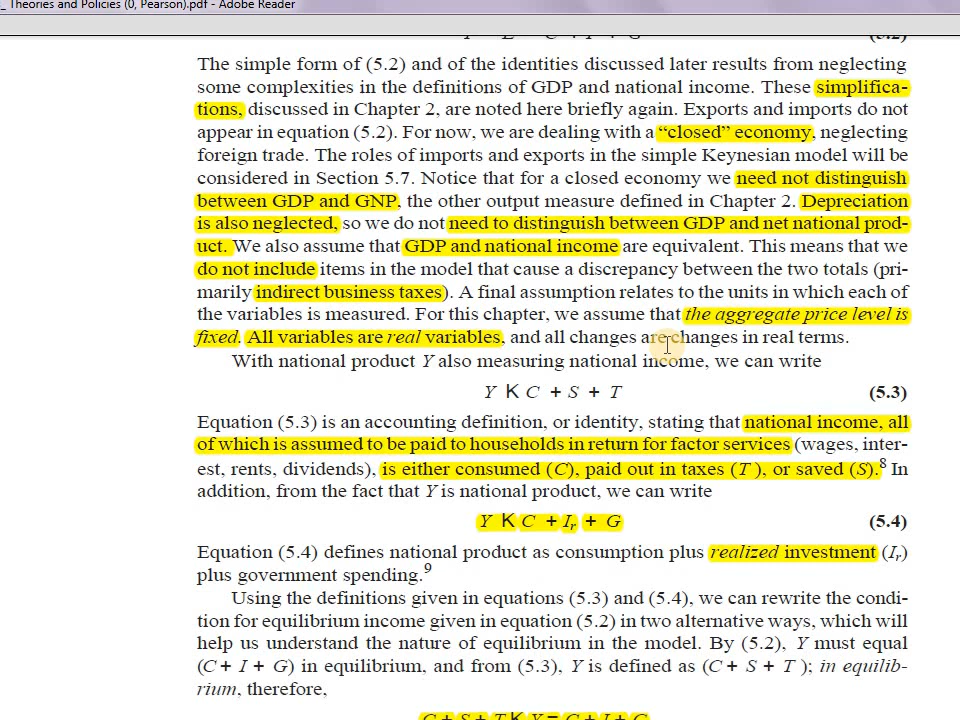 _ Theories and Policies (0, Pearson).pdf - Adobe Reader
The simple form of (5.2) and of the identities discussed later results from neglecting
some complexities in the definitions of GDP and national income. These simplifica-
tions, discussed in Chapter 2, are noted here briefly again. Exports and imports do not
appear in equation (5.2). For now, we are dealing with a “closed” economy, neglecting
foreign trade. The roles of imports and exports in the simple Keynesian model will be
considered in Section 5.7. Notice that for a closed economy we need not distinguish
between GDP and GNP, the other output measure defined in Chapter 2. Depreciation
is also neglected, so we do not need to distinguish between GDP and net national prod-
uct. We also assume that GDP and national income are equivalent. This means that we
do not include items in the model that cause a discrepancy between the two totals (pri-
marily indirect business taxes). A final assumption relates to the units in which each of
the variables is measured. For this chapter, we assume that the aggregate price level is
fixed. All variables are real variables, and all changes are changes in real terms.
With national product Y also measuring national income, we can write
Y K C + S + T (5.3)
Equation (5.3) is an accounting definition, or identity, stating that national income, all
of which is assumed to be paid to households in return for factor services (wages, inter-
est, rents, dividends), is either consumed (C), paid out in taxes (T ), or saved (S).8 In
addition, from the fact that Y is national product, we can write
Y K C + Ir + G (5.4)
Equation (5.4) defines national product as consumption plus realized investment (Ir)
plus government spending.9
Using the definitions given in equations (5.3) and (5.4), we can rewrite the condi-
tion for equilibrium income given in equation (5.2) in two alternative ways, which will
help us understand the nature of equilibrium in the model. By (5.2), Y must equal
(C + I + G) in equilibrium, and from (5.3), Y is defined as (C + S + T ); in equilib-
rium, therefore,
C + S + T K Y = C + I + G